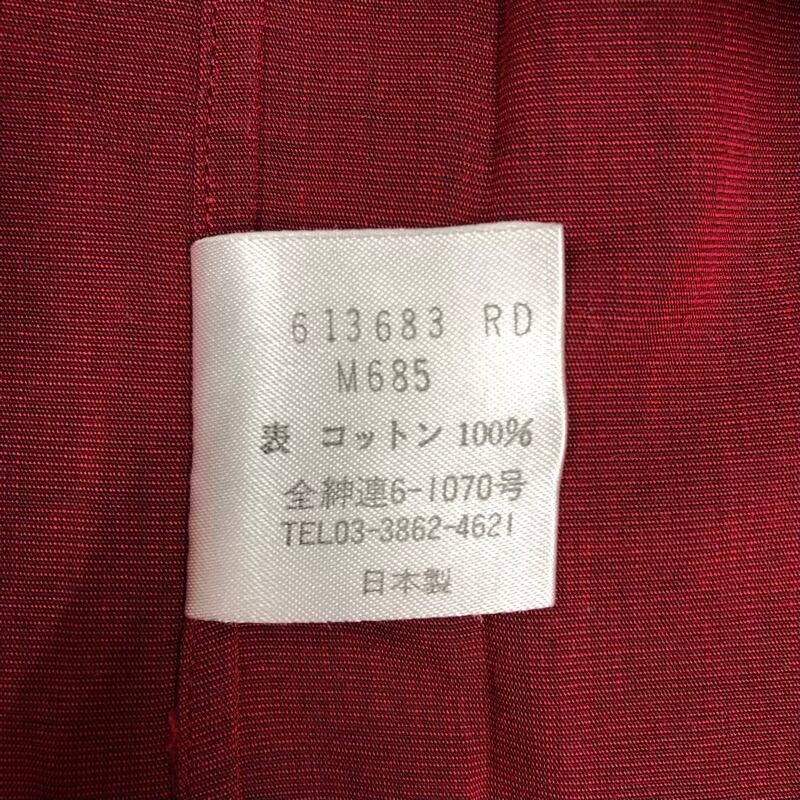 613683 RD
M685
表 コットン 100%
全紳連6-1070号
TEL03-3862-4621
日本製